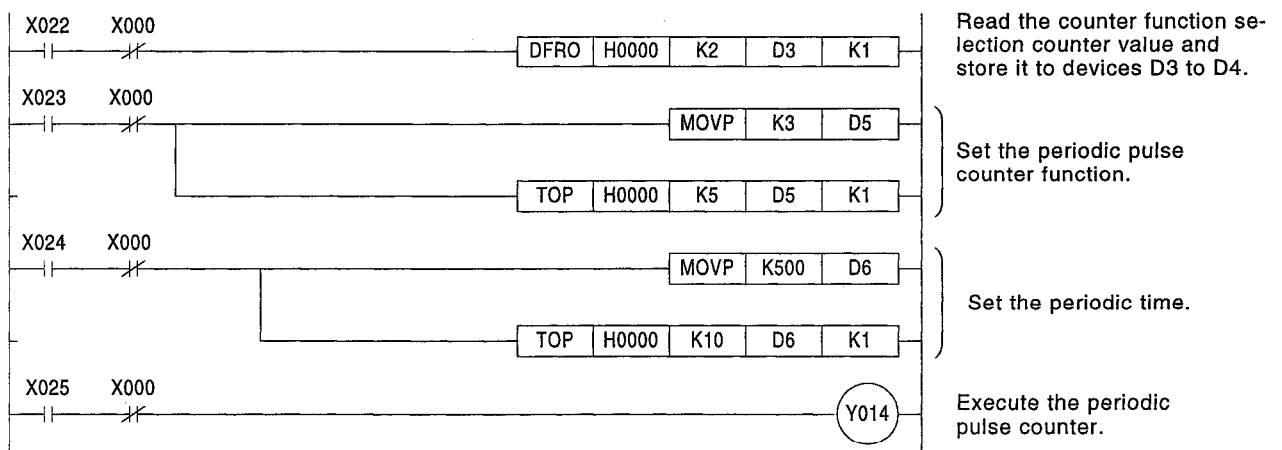 X022 X000
DFRO H0000 K2 D3 K1
Read the counter function se-
lection counter value and
store it to devices D3 to D4.
X023 X000
MOVP K3 D5
Set the periodic pulse
counter function.
TOP H0000 K5 D5 K1
X024 X000
MOVP K500 D6
Set the periodic time.
TOP H0000 K10 D6 K1
X025 X000
Y014
Execute the periodic
pulse counter.